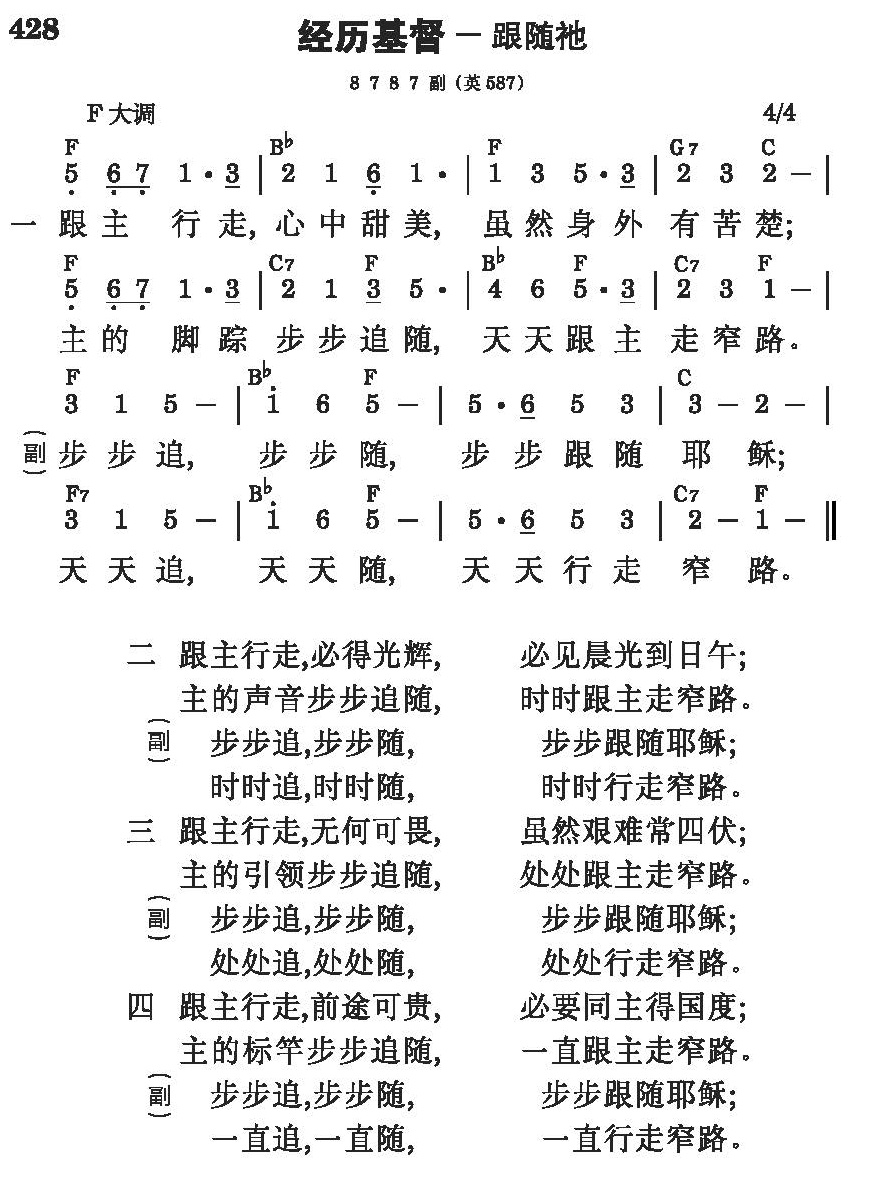 428
经历基督－跟随祂
8 7 8 7 副（英587）
F大调 4/4
F B♭ F G7 C
5 6 7 1·3 | 2 1 6 1· | 1 3 5·3 | 2 3 2－ |
一 跟主行走，心中甜美， 虽然身外有苦楚；
F C7 F B♭ F C7 F
5 6 7 1·3 | 2 1 3 5· | 4 6 5·3 | 2 3 1－ |
主的脚踪步步追随， 天天跟主走窄路。
F B♭ F C
3 1 5－ | 1 6 5－ | 5·6 5 3 | 3－2－ |
（副） 步步追， 步步随， 步步跟随耶稣；
F7 B♭ F C7 F
3 1 5－ | 1 6 5－ | 5·6 5 3 | 2－1－ ‖
天天追， 天天随， 天天行走窄路。
二 跟主行走，必得光辉， 必见晨光到日午；
主的声音步步追随， 时时跟主走窄路。
（副） 步步追，步步随， 步步跟随耶稣；
时时追，时时随， 时时行走窄路。
三 跟主行走，无何可畏， 虽然艰难常四伏；
主的引领步步追随， 处处跟主走窄路。
（副） 步步追，步步随， 步步跟随耶稣；
处处追，处处随， 处处行走窄路。
四 跟主行走，前途可贵， 必要同主得国度；
主的标竿步步追随， 一直跟主走窄路。
（副） 步步追，步步随， 步步跟随耶稣；
一直追，一直随， 一直行走窄路。